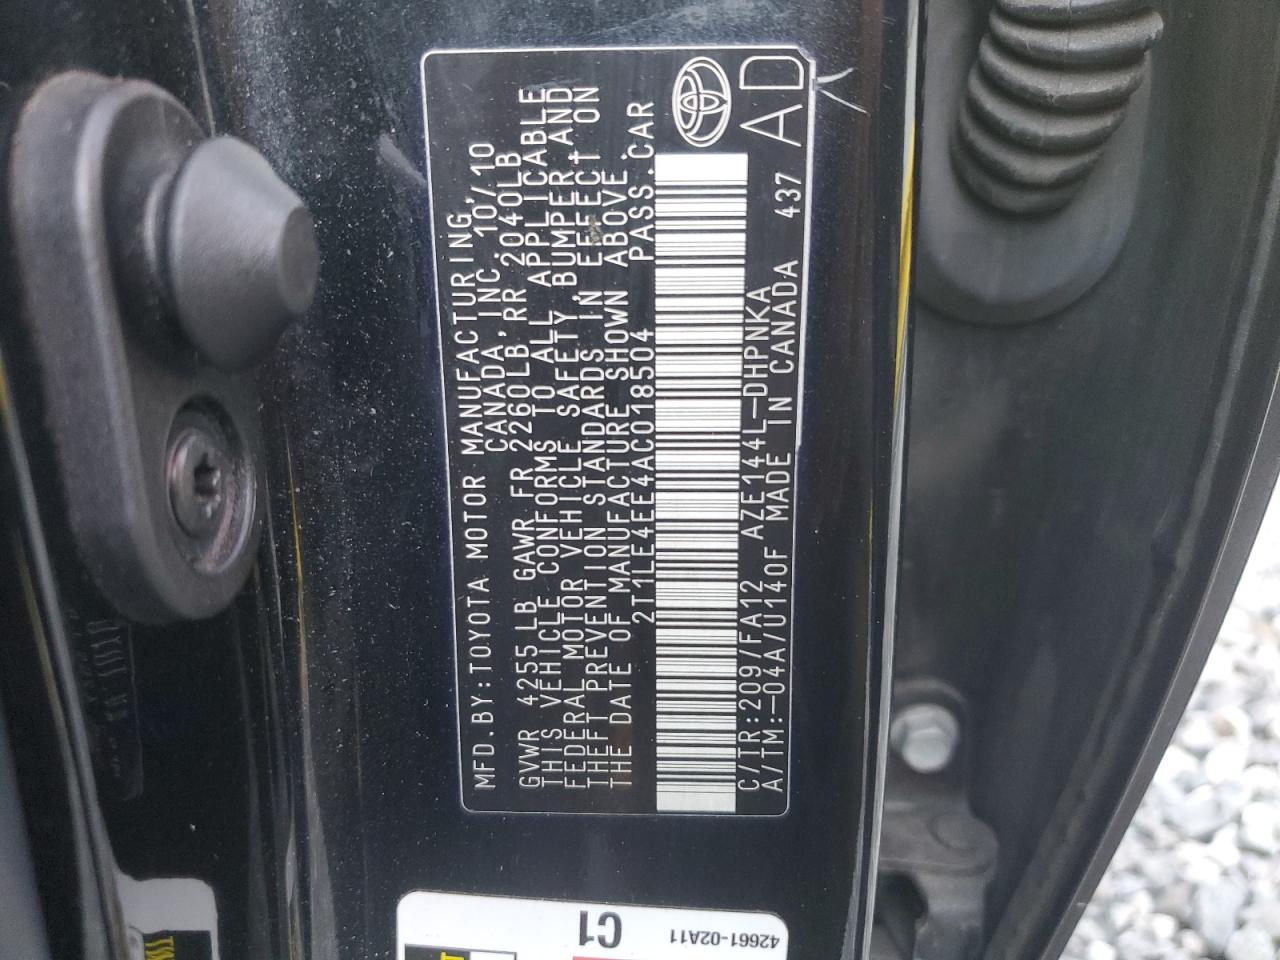 MFD.BY:TOYOTA MOTOR MANUFACTURING,
CANADA,INC. 10/10
GVWR 4255LB GAWR FR 2260LB RR 2040LB
THIS VEHICLE CONFORMS TO ALL APPLICABLE
FEDERAL MOTOR VEHICLE SAFETY, BUMPER, AND
THEFT PREVENTION STANDARDS IN EFFECT ON
THE DATE OF MANUFACTURE SHOWN ABOVE.
2T1LE4EE4AC018504 PASS.CAR
C/TR:209/FA12 AZE144L-DHPNKA
A/TM:-04A/U140F MADE IN CANADA 437
AD
C1
42661-02A11